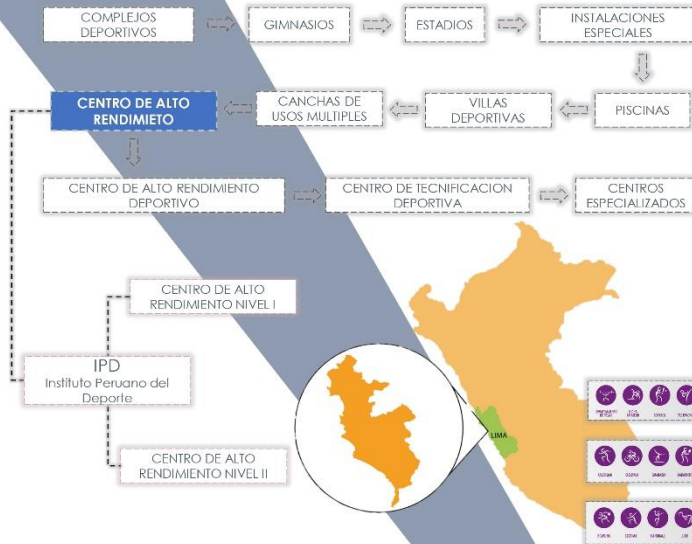 COMPLEJOS
DEPORTIVOS
GIMNASIOS
ESTADIOS
INSTALACIONES
ESPECIALES
CENTRO DE ALTO
RENDIMIETO
CANCHAS DE
USOS MULTIPLES
VILLAS
DEPORTIVAS
PISCINAS
CENTRO DE ALTO RENDIMIENTO
DEPORTIVO
CENTRO DE TECNIFICACION
DEPORTIVA
CENTROS
ESPECIALIZADOS
CENTRO DE ALTO
RENDIMIENTO NIVEL I
IPD
Instituto Peruano del
Deporte
CENTRO DE ALTO
RENDIMIENTO NIVEL II
LIMA